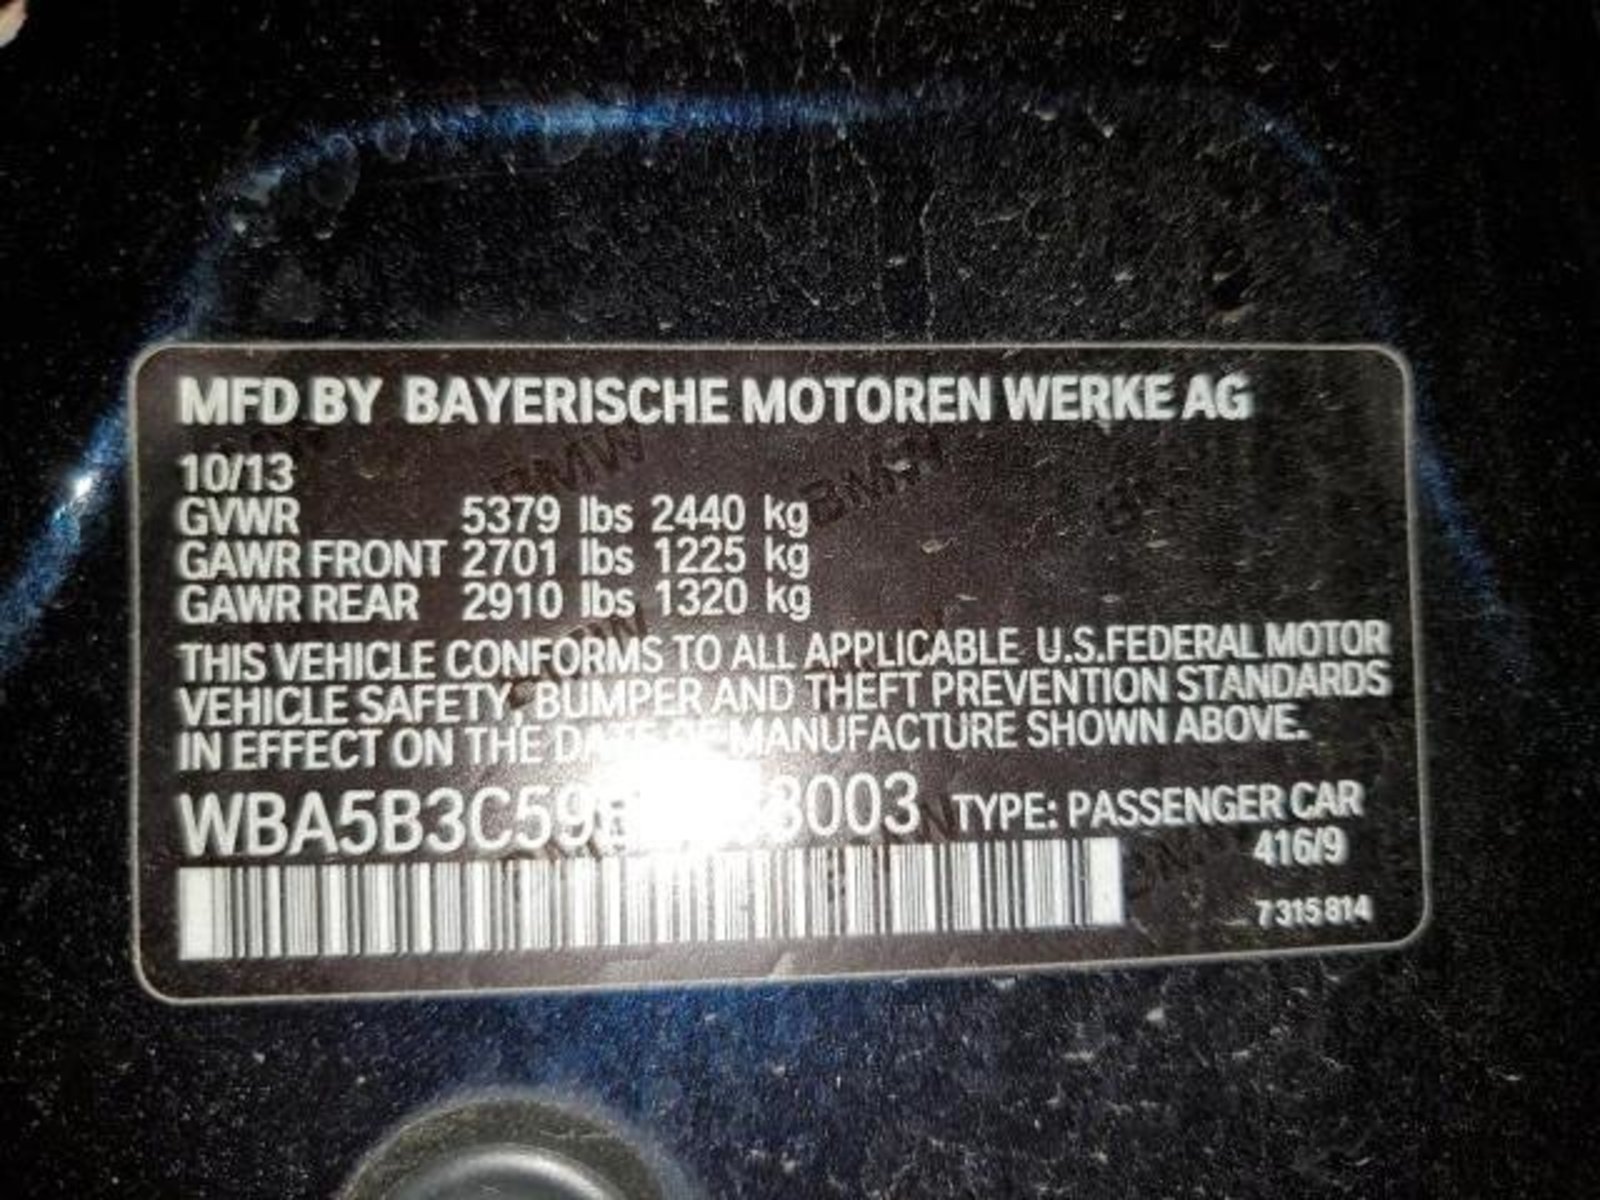 MFD BY BAYERISCHE MOTOREN WERKE AG
10/13
GVWR 5379 lbs 2440 kg
GAWR FRONT 2701 lbs 1225 kg
GAWR REAR 2910 lbs 1320 kg
THIS VEHICLE CONFORMS TO ALL APPLICABLE U.S.FEDERAL MOTOR
VEHICLE SAFETY, BUMPER AND THEFT PREVENTION STANDARDS
IN EFFECT ON THE DATE OF MANUFACTURE SHOWN ABOVE.
TYPE: PASSENGER CAR
416/9
7 315 814